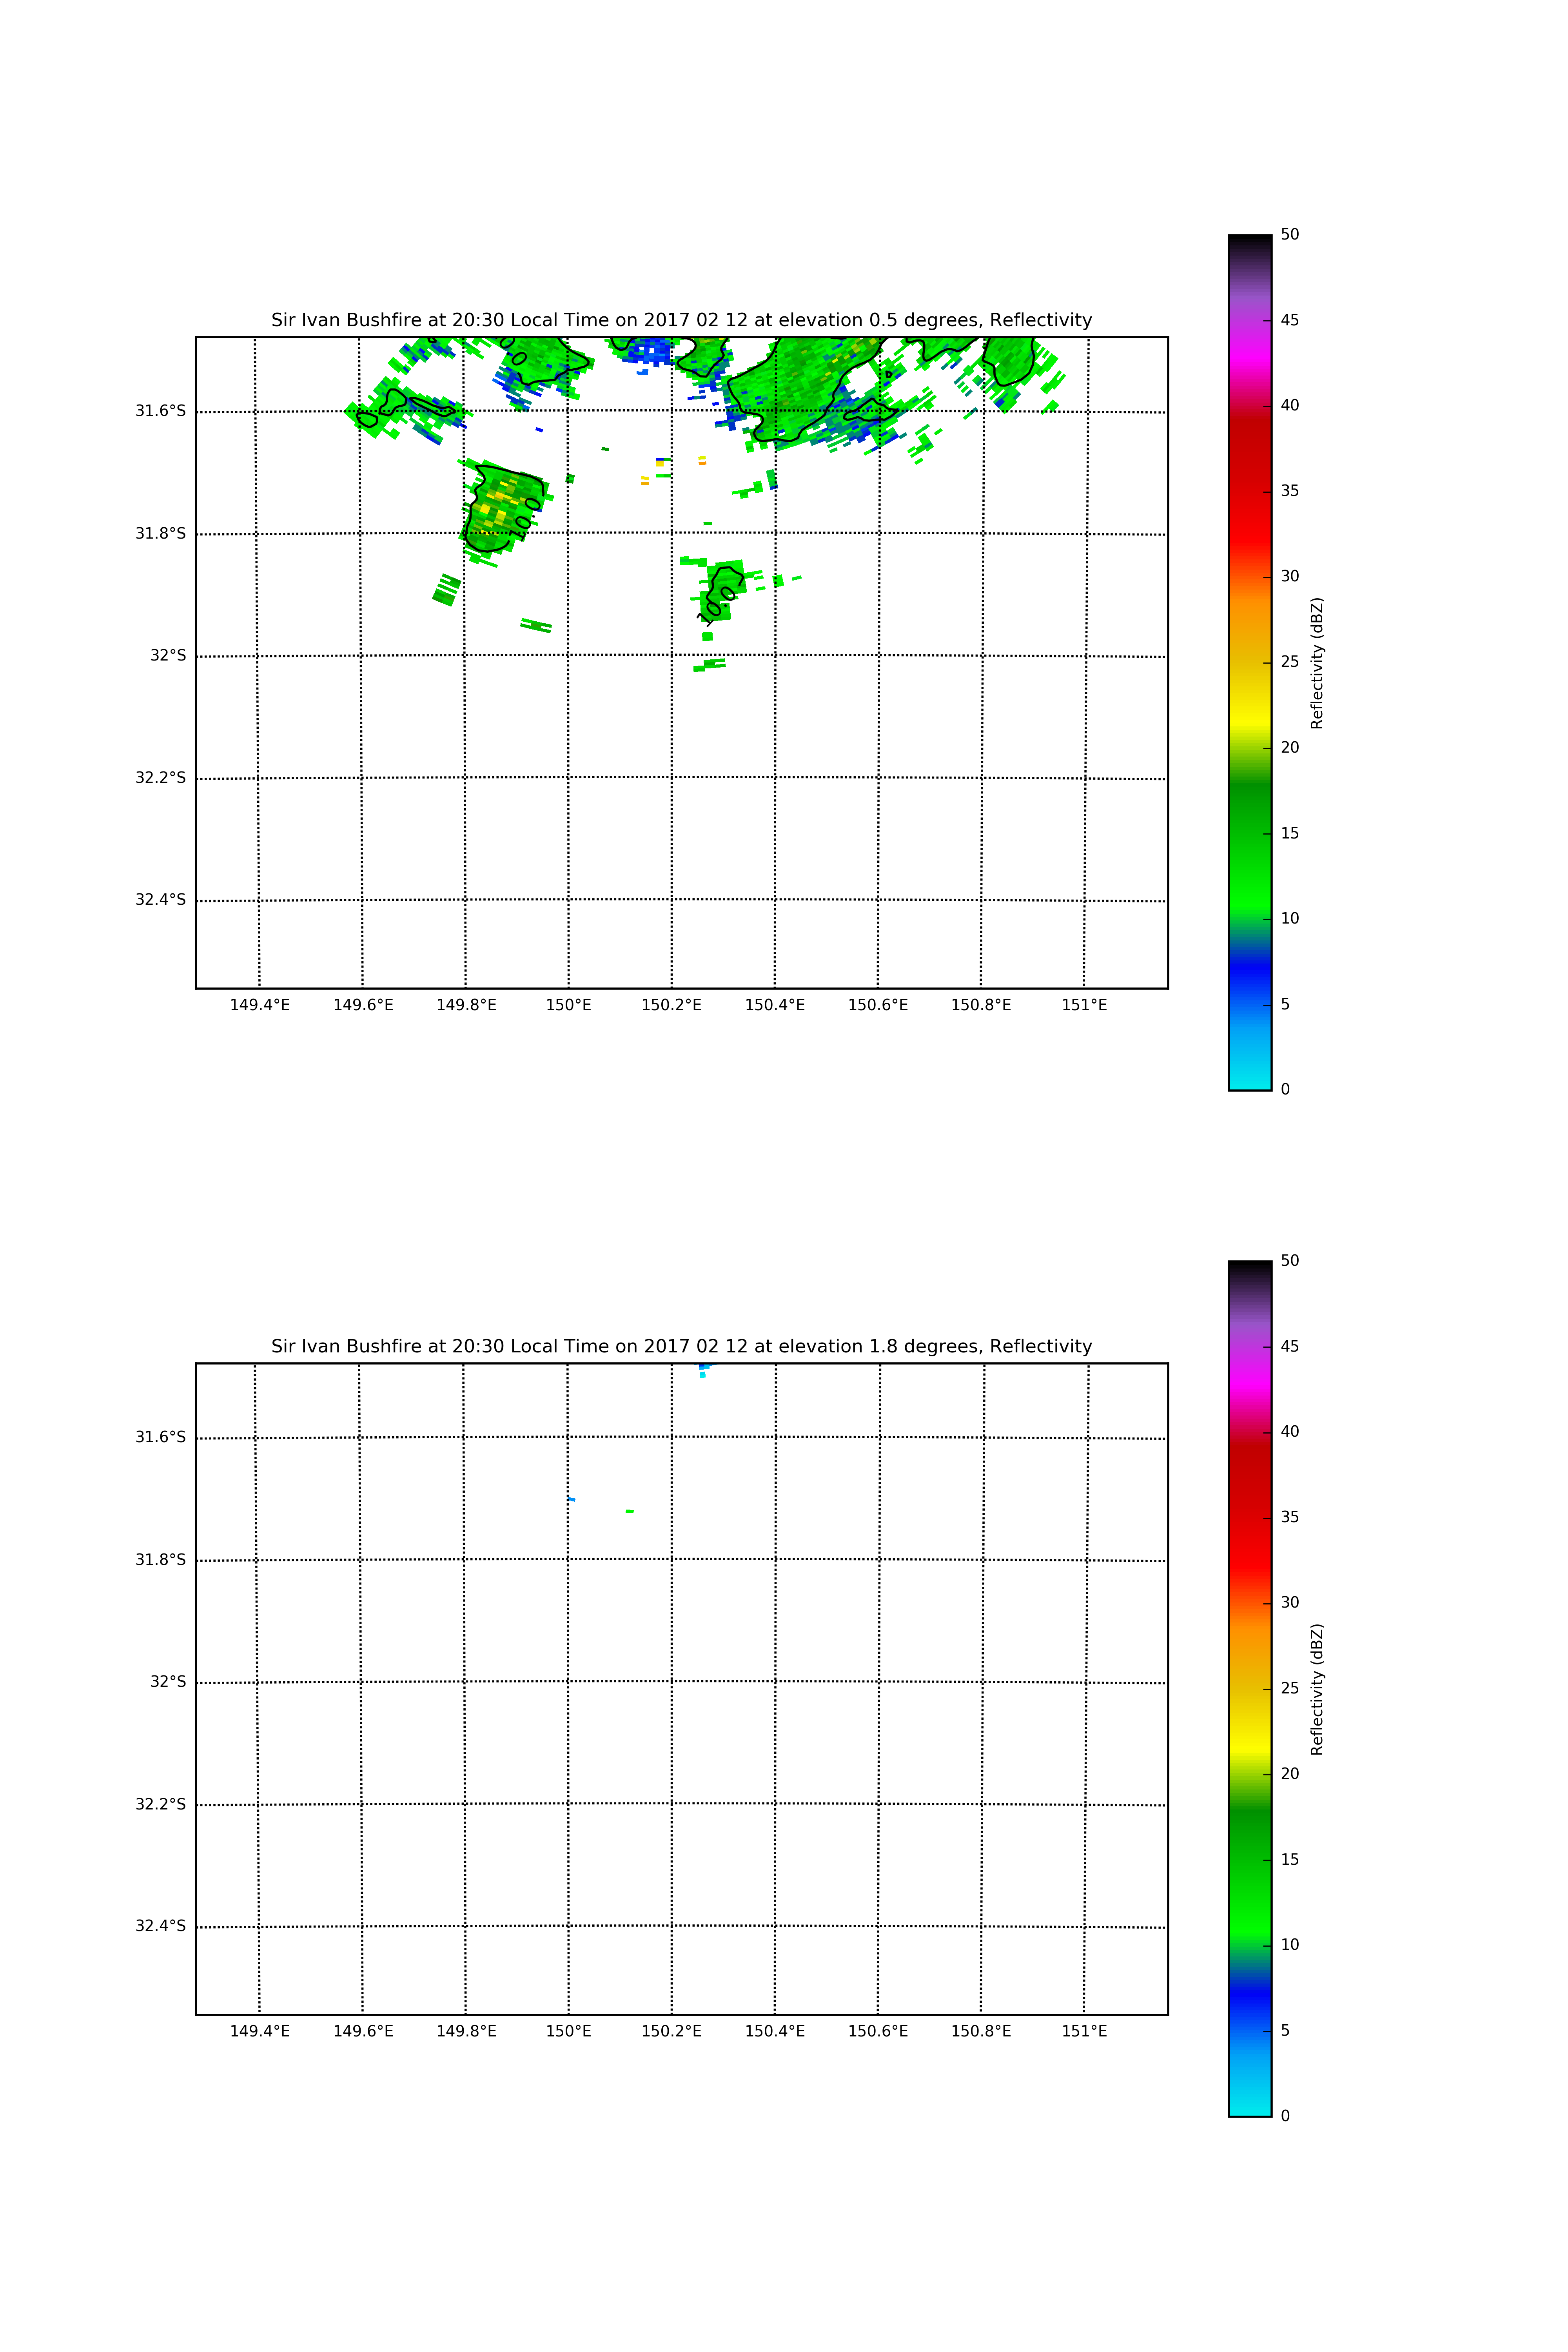 Sir Ivan Bushfire at 20:30 Local Time on 2017 02 12 at elevation 0.5 degrees, Reflectivity
31.6°S
31.8°S
32°S
32.2°S
32.4°S
10.0
10.0
149.4°E 149.6°E 149.8°E 150°E 150.2°E 150.4°E 150.6°E 150.8°E 151°E
50
45
40
35
30
25
20
15
10
5
0
Reflectivity (dBZ)
Sir Ivan Bushfire at 20:30 Local Time on 2017 02 12 at elevation 1.8 degrees, Reflectivity
31.6°S
31.8°S
32°S
32.2°S
32.4°S
149.4°E 149.6°E 149.8°E 150°E 150.2°E 150.4°E 150.6°E 150.8°E 151°E
50
45
40
35
30
25
20
15
10
5
0
Reflectivity (dBZ)